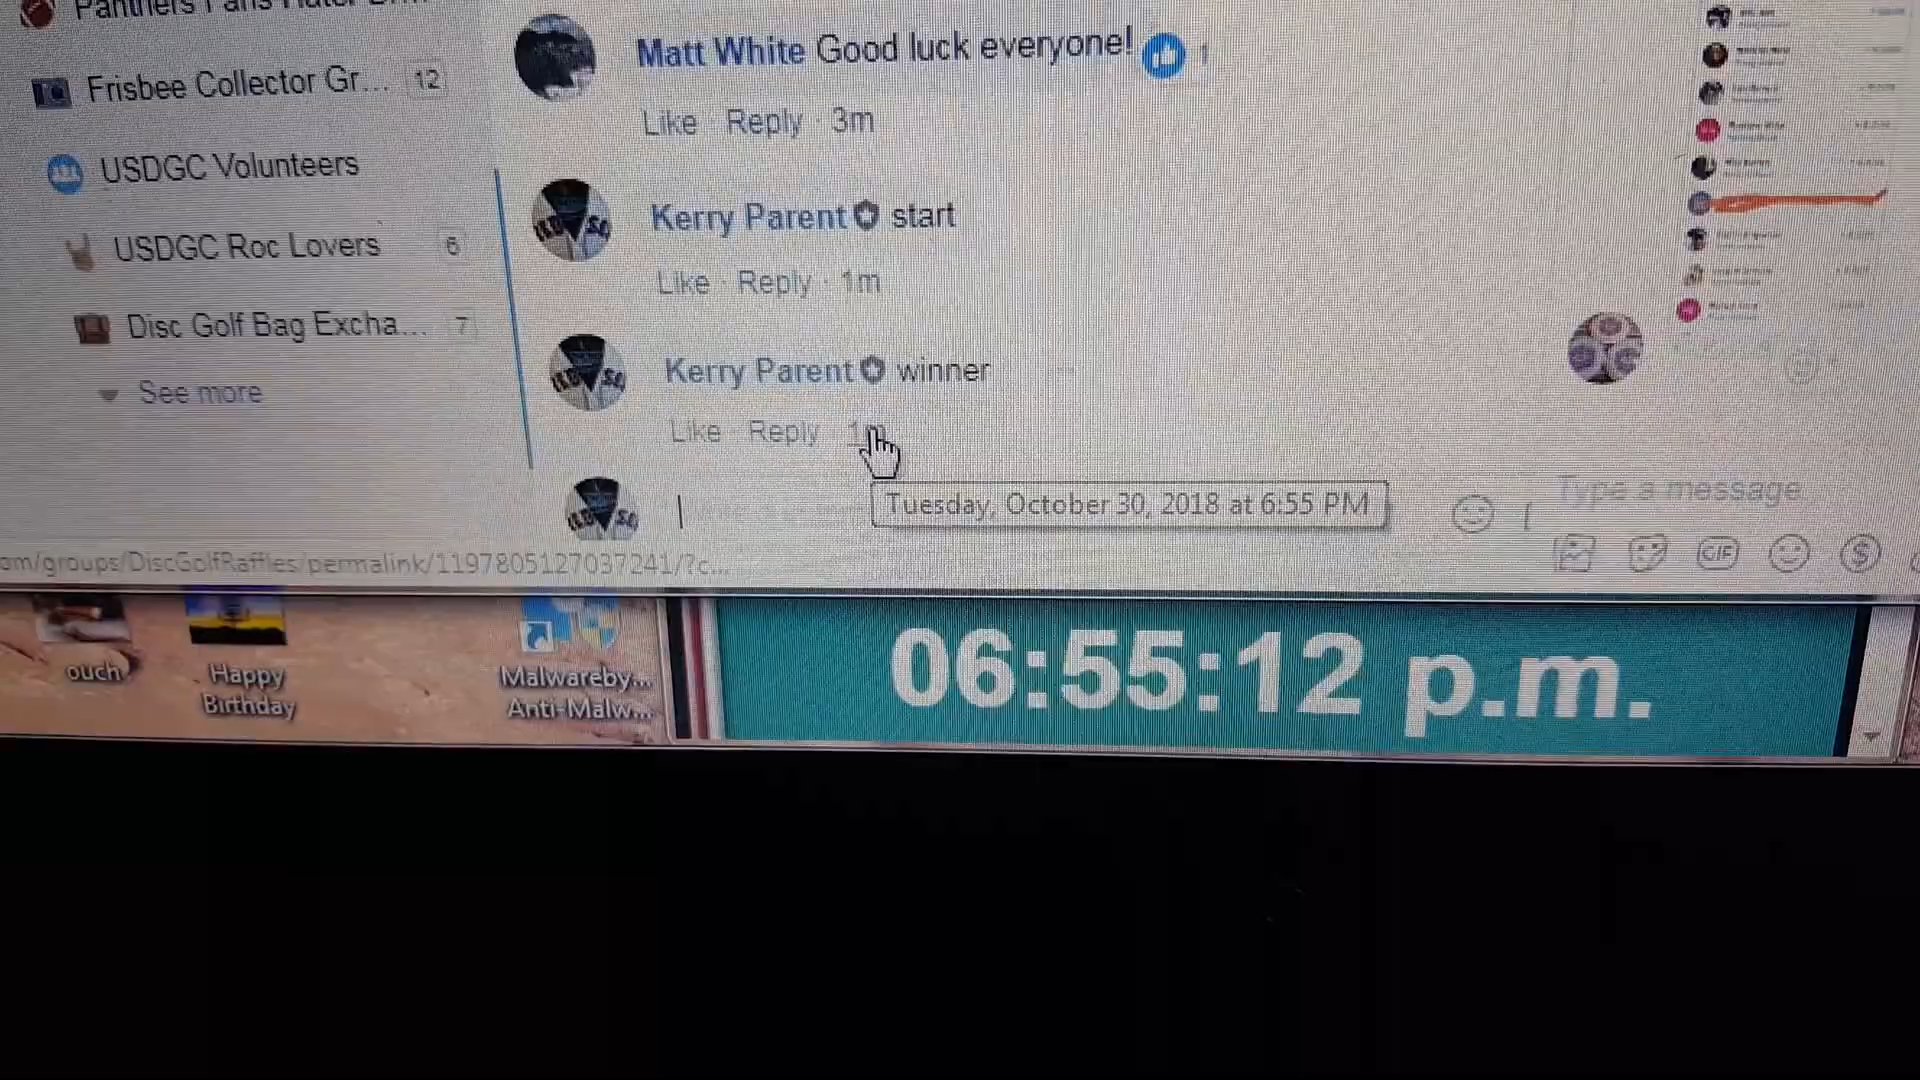 Panthers Fans
Frisbee Collector Gr... 12
USDGC Volunteers
USDGC Roc Lovers 6
Disc Golf Bag Excha... 7
See more
Matt White Good luck everyone! 1
Like · Reply · 3m
Kerry Parent start
Like · Reply · 1m
Kerry Parent winner
Like · Reply ·
Tuesday, October 30, 2018 at 6:55 PM
Type a message
GIF
$
om/groups/DiscGolfRaffles/permalink/1197805127037241/?c...
ouch
Happy
Birthday
Malwareby...
Anti-Malw...
06:55:12 p.m.